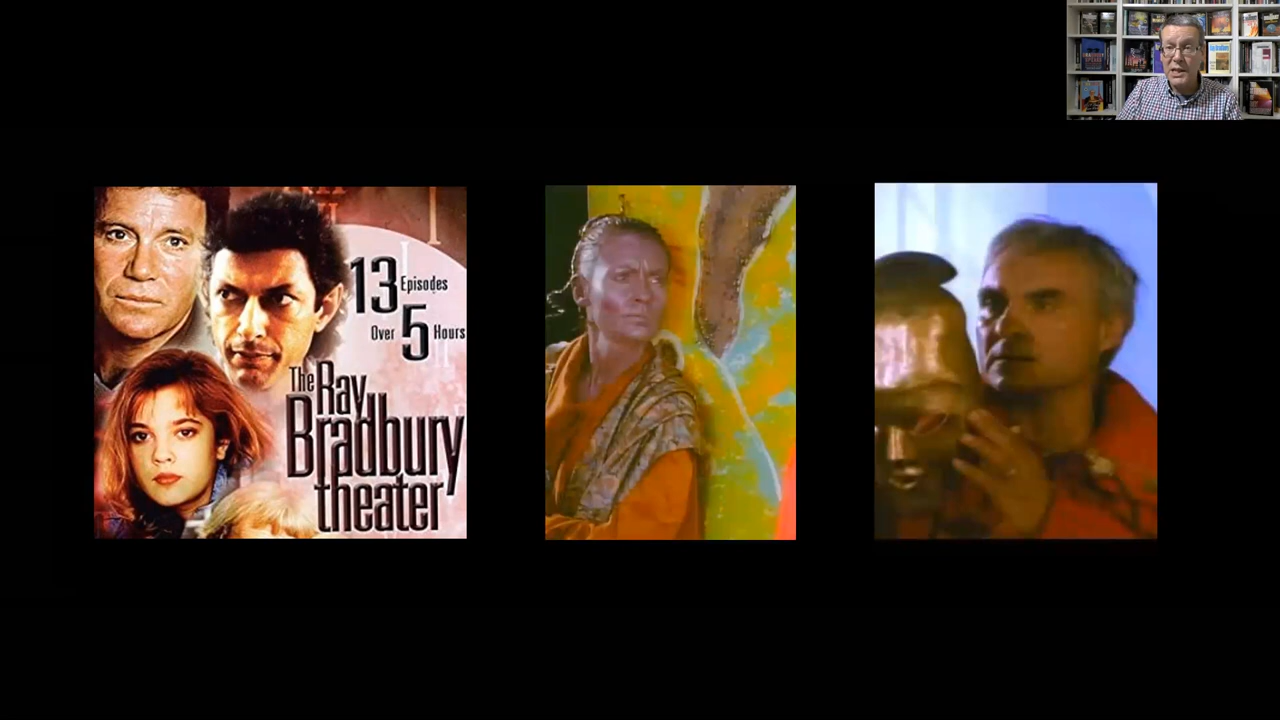 13 Episodes
Over 5 Hours
The Ray
Bradbury
theater